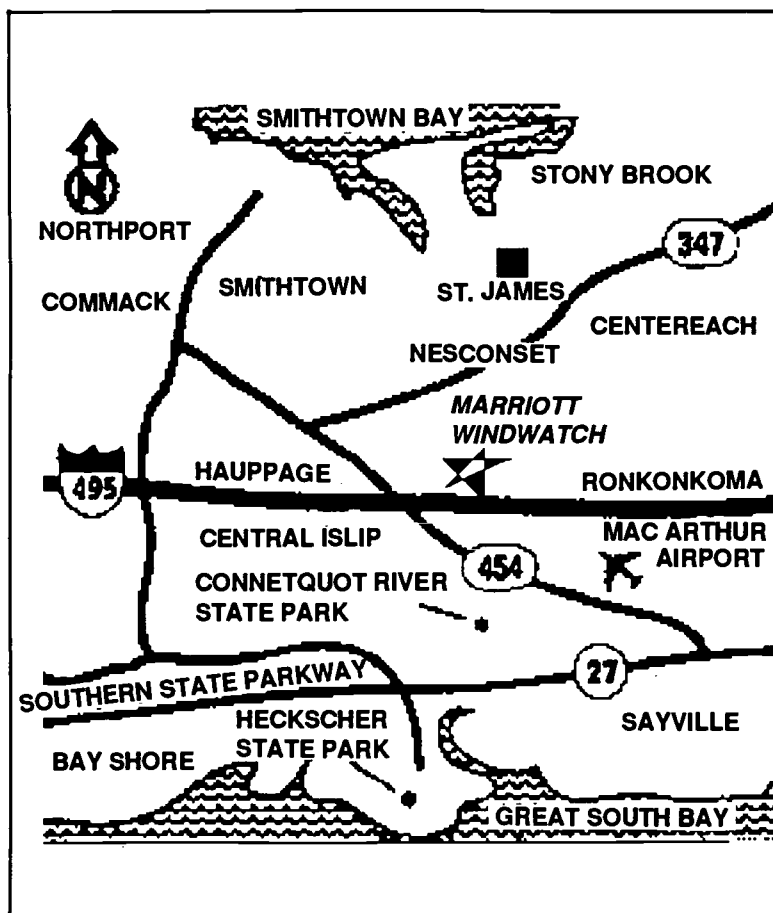 SMITHTOWN BAY
STONY BROOK
N
NORTHPORT
347
COMMACK
SMITHTOWN
ST. JAMES
CENTEREACH
NESCONSET
MARRIOTT
WINDWATCH
HAUPPAGE
495
RONKONKOMA
CENTRAL ISLIP
MAC ARTHUR
AIRPORT
454
CONNETQUOT RIVER
STATE PARK
SOUTHERN STATE PARKWAY
27
HECKSCHER
STATE PARK
SAYVILLE
BAY SHORE
GREAT SOUTH BAY